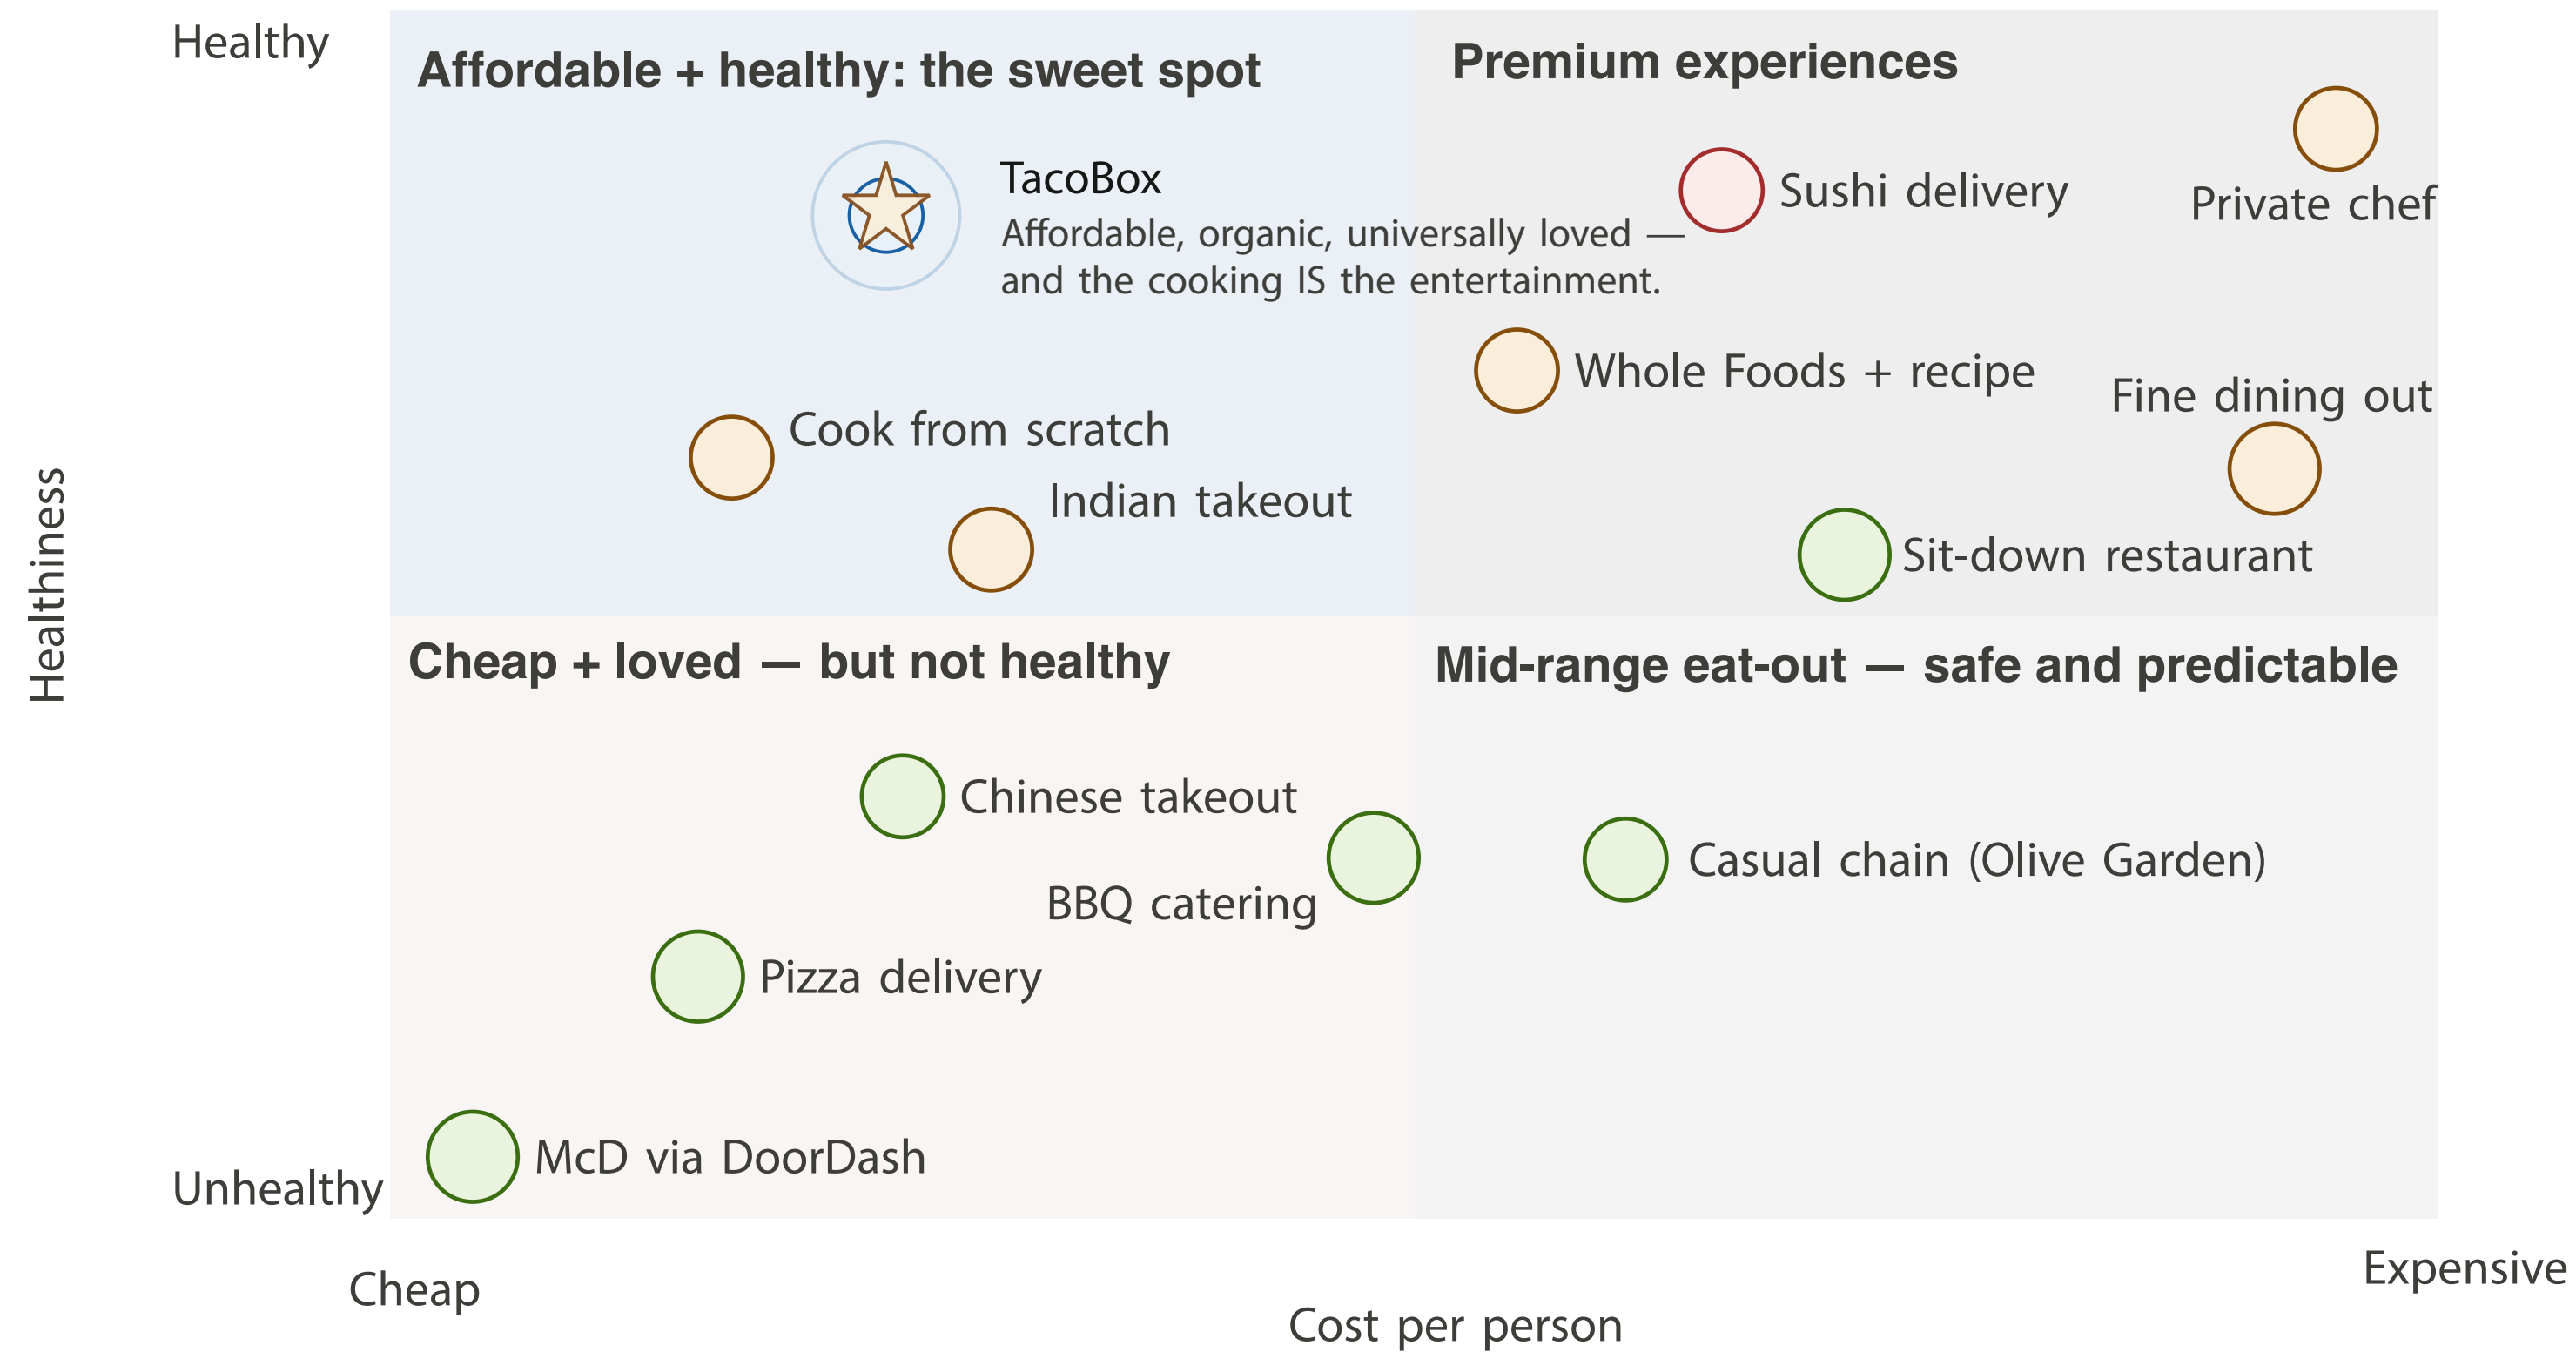 Healthy
Affordable + healthy: the sweet spot
Premium experiences
TacoBox
Affordable, organic, universally loved —
and the cooking IS the entertainment.
Sushi delivery
Private chef
Whole Foods + recipe
Fine dining out
Cook from scratch
Indian takeout
Sit-down restaurant
Healthiness
Cheap + loved — but not healthy
Mid-range eat-out — safe and predictable
Chinese takeout
BBQ catering
Casual chain (Olive Garden)
Pizza delivery
McD via DoorDash
Unhealthy
Cheap
Expensive
Cost per person